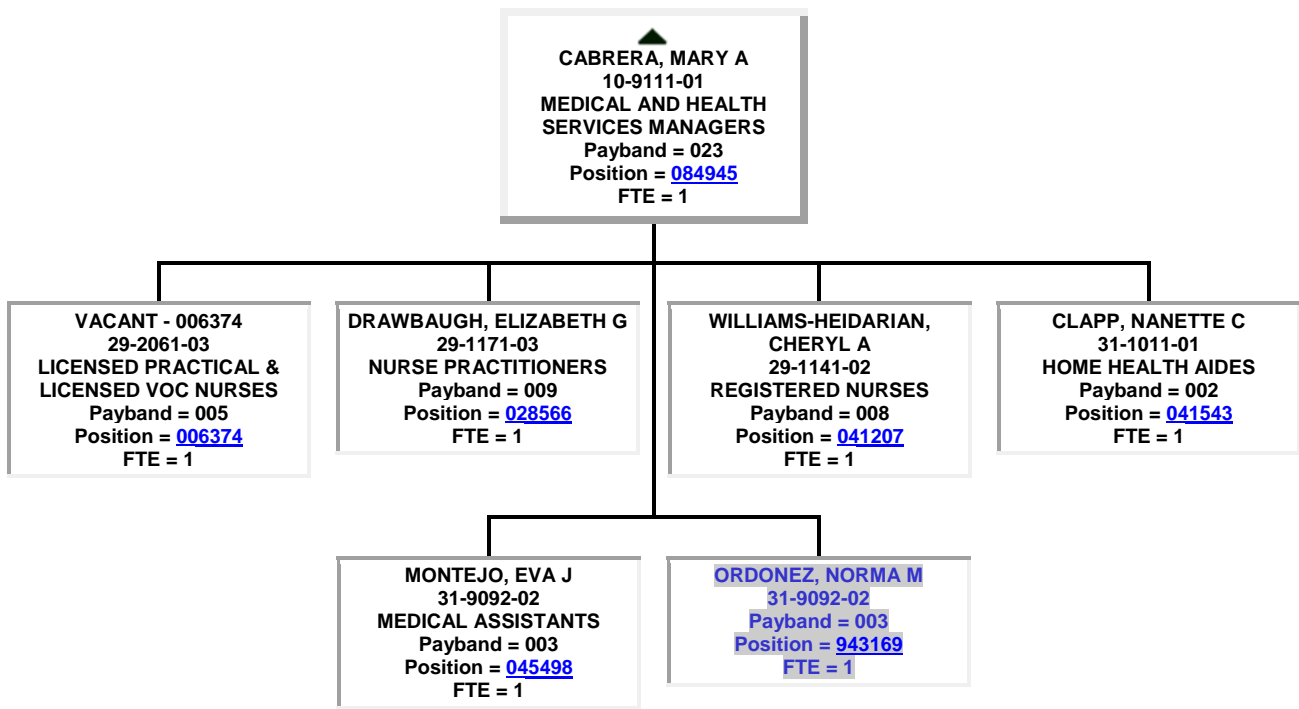 CABRERA, MARY A
10-9111-01
MEDICAL AND HEALTH
SERVICES MANAGERS
Payband = 023
Position = 084945
FTE = 1
VACANT - 006374
29-2061-03
LICENSED PRACTICAL &
LICENSED VOC NURSES
Payband = 005
Position = 006374
FTE = 1
DRAWBAUGH, ELIZABETH G
29-1171-03
NURSE PRACTITIONERS
Payband = 009
Position = 028566
FTE = 1
WILLIAMS-HEIDARIAN,
CHERYL A
29-1141-02
REGISTERED NURSES
Payband = 008
Position = 041207
FTE = 1
CLAPP, NANETTE C
31-1011-01
HOME HEALTH AIDES
Payband = 002
Position = 041543
FTE = 1
MONTEJO, EVA J
31-9092-02
MEDICAL ASSISTANTS
Payband = 003
Position = 045498
FTE = 1
ORDONEZ, NORMA M
31-9092-02
Payband = 003
Position = 943169
FTE = 1